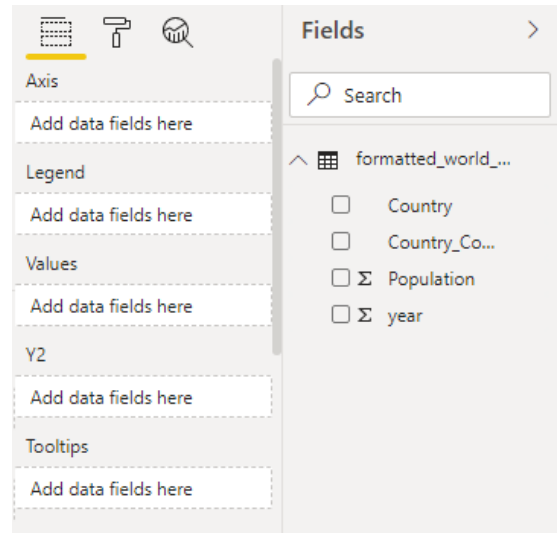 Axis
Add data fields here
Legend
Add data fields here
Values
Add data fields here
Y2
Add data fields here
Tooltips
Add data fields here
Fields
Search
formatted_world_...
Country
Country_Co...
Σ Population
Σ year